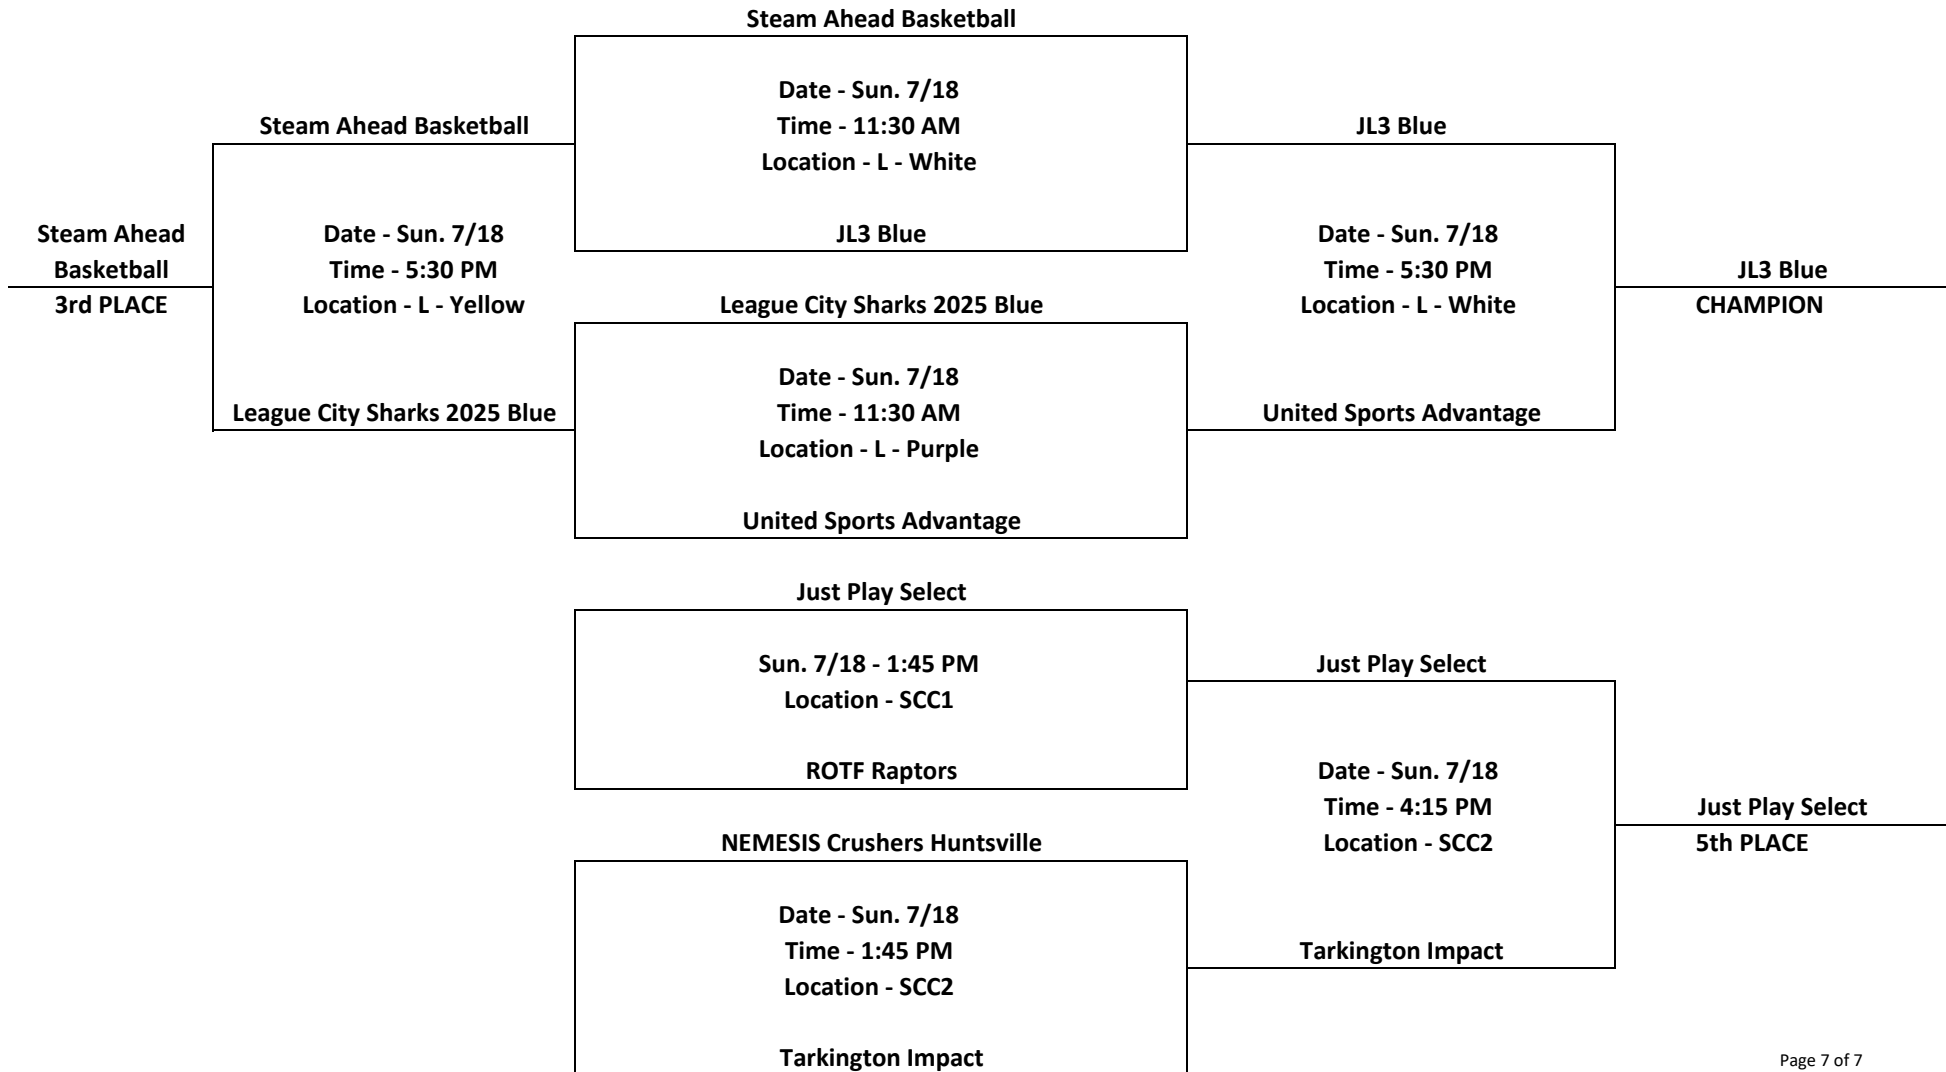 Steam Ahead Basketball
Date - Sun. 7/18
Time - 11:30 AM
Location - L - White
JL3 Blue
Steam Ahead Basketball
JL3 Blue
Steam Ahead
Basketball
3rd PLACE
Date - Sun. 7/18
Time - 5:30 PM
Location - L - Yellow
League City Sharks 2025 Blue
Date - Sun. 7/18
Time - 5:30 PM
Location - L - White
JL3 Blue
CHAMPION
League City Sharks 2025 Blue
Date - Sun. 7/18
Time - 11:30 AM
Location - L - Purple
United Sports Advantage
United Sports Advantage
Just Play Select
Sun. 7/18 - 1:45 PM
Location - SCC1
ROTF Raptors
Just Play Select
Date - Sun. 7/18
Time - 4:15 PM
Location - SCC2
Just Play Select
5th PLACE
NEMESIS Crushers Huntsville
Date - Sun. 7/18
Time - 1:45 PM
Location - SCC2
Tarkington Impact
Tarkington Impact
Page 7 of 7